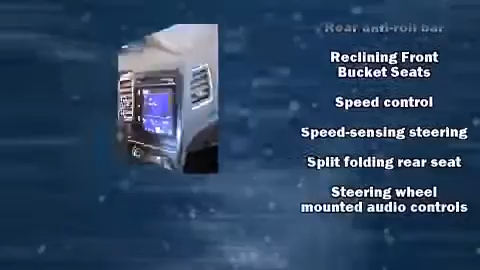 Rear anti-roll bar
Reclining Front
Bucket Seats
Speed control
Speed-sensing steering
Split folding rear seat
Steering wheel
mounted audio controls